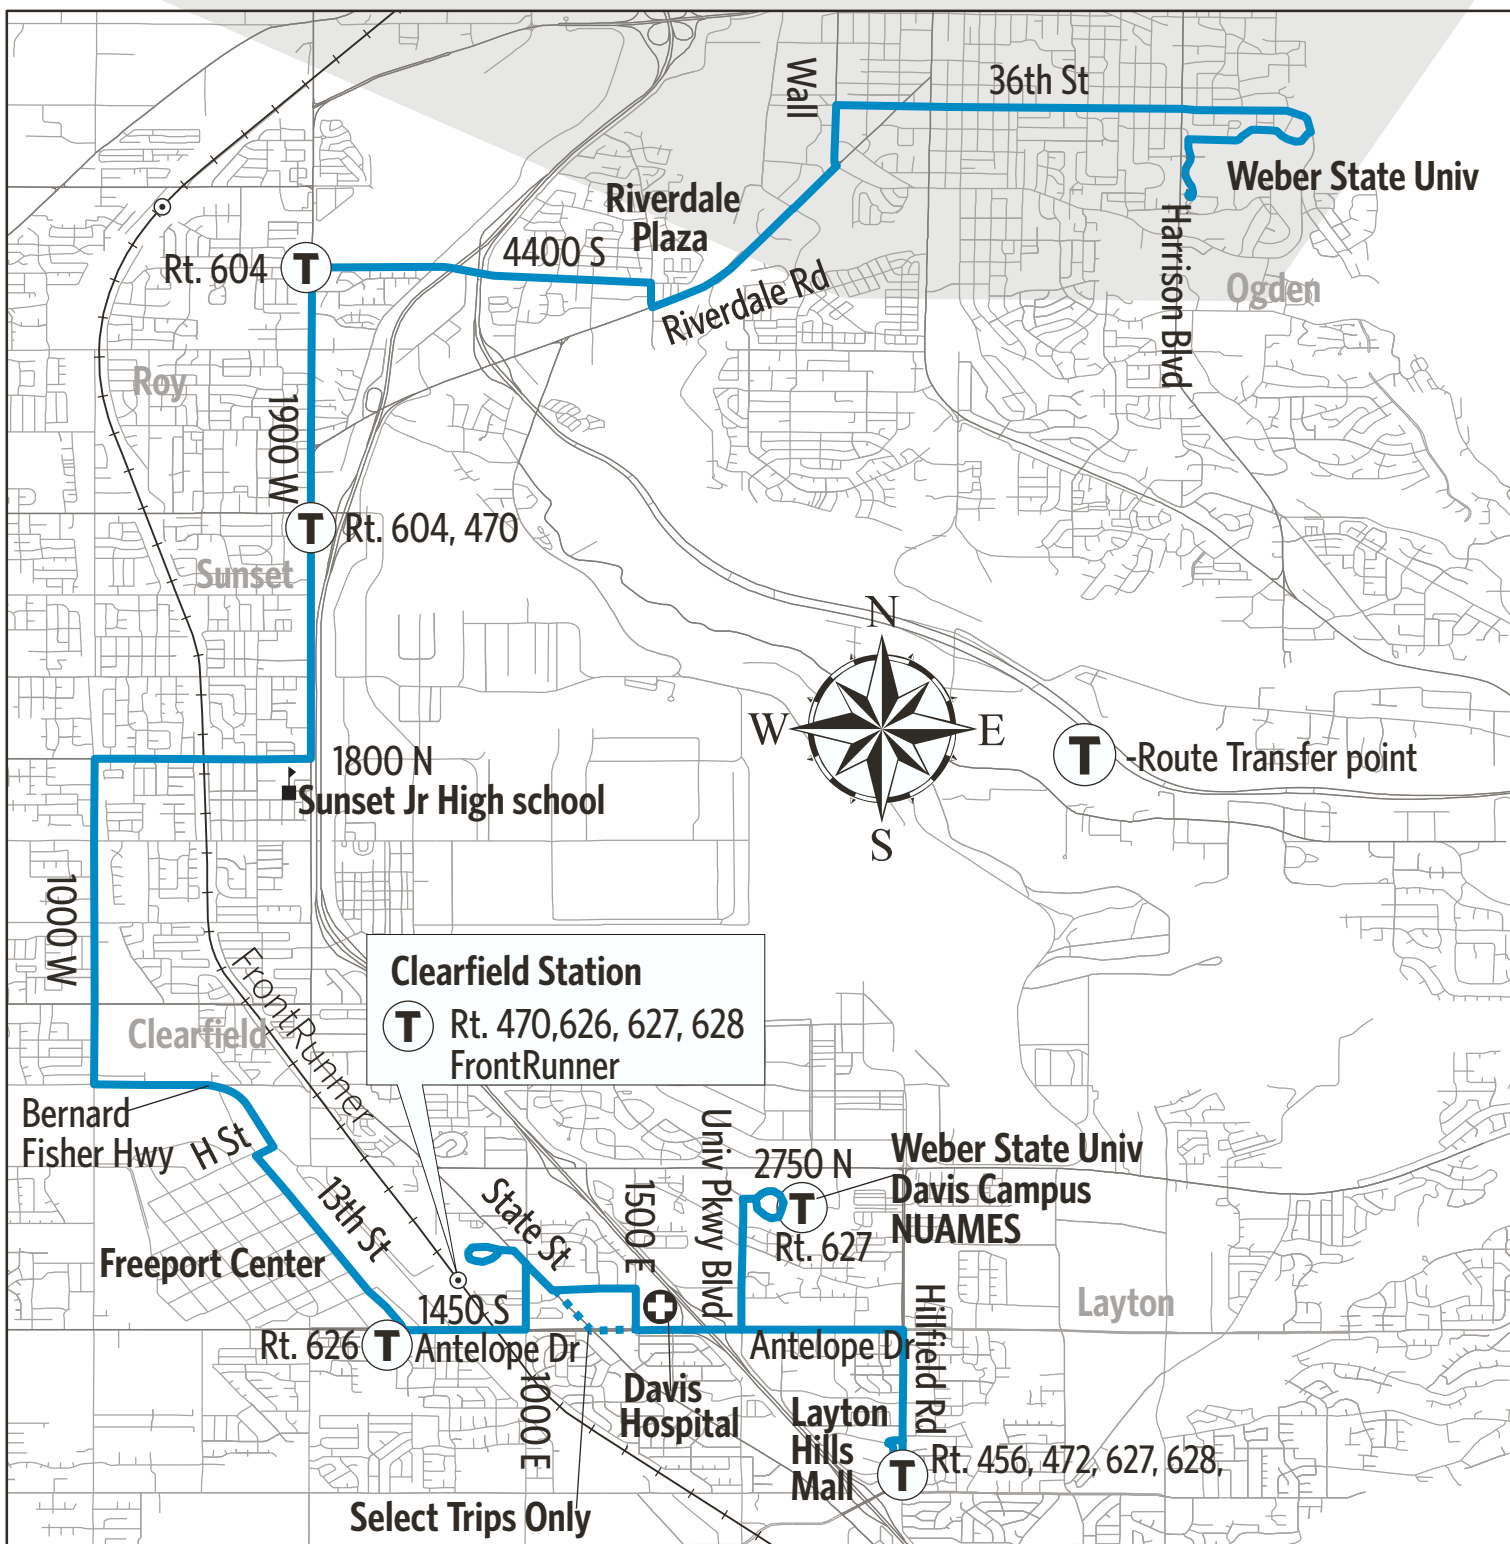 36th St
Wall
Weber State Univ
Riverdale
Plaza
4400 S
Rt. 604
T
Riverdale Rd
Harrison Blvd
Ogden
Roy
1900 W
T
Rt. 604, 470
Sunset
N
W
E
S
T
-Route Transfer point
1800 N
Sunset Jr High school
1000 W
FrontRunner
Clearfield Station
T
Rt. 470,626, 627, 628
FrontRunner
Clearfield
Bernard
Fisher Hwy
H St
13th St
State St
1500 E
Univ Pkwy Blvd
2750 N
T
Rt. 627
Weber State Univ
Davis Campus
NUAMES
Freeport Center
1450 S
Rt. 626
T
Antelope Dr
1000 E
Antelope Dr
Hillfield Rd
Layton
Davis
Hospital
Layton
Hills
Mall
T
Rt. 456, 472, 627, 628,
Select Trips Only